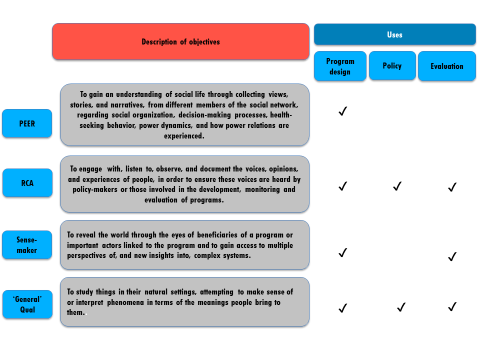 Description of objectives
Uses
Program
design
Policy
Evaluation
PEER
To gain an understanding of social life through collecting views,
stories, and narratives, from different members of the social network,
regarding social organization, decision-making processes, health-
seeking behavior, power dynamics, and how power relations are
experienced.
✓
RCA
To engage with, listen to, observe, and document the voices, opinions,
and experiences of people, in order to ensure these voices are heard by
policy-makers or those involved in the development, monitoring and
evaluation of programs.
✓ ✓ ✓
Sense-
maker
To reveal the world through the eyes of beneficiaries of a program or
important actors linked to the program and to gain access to multiple
perspectives of, and new insights into, complex systems.
✓ ✓
'General'
Qual
To study things in their natural settings, attempting to make sense of
or interpret phenomena in terms of the meanings people bring to
them.
✓ ✓ ✓